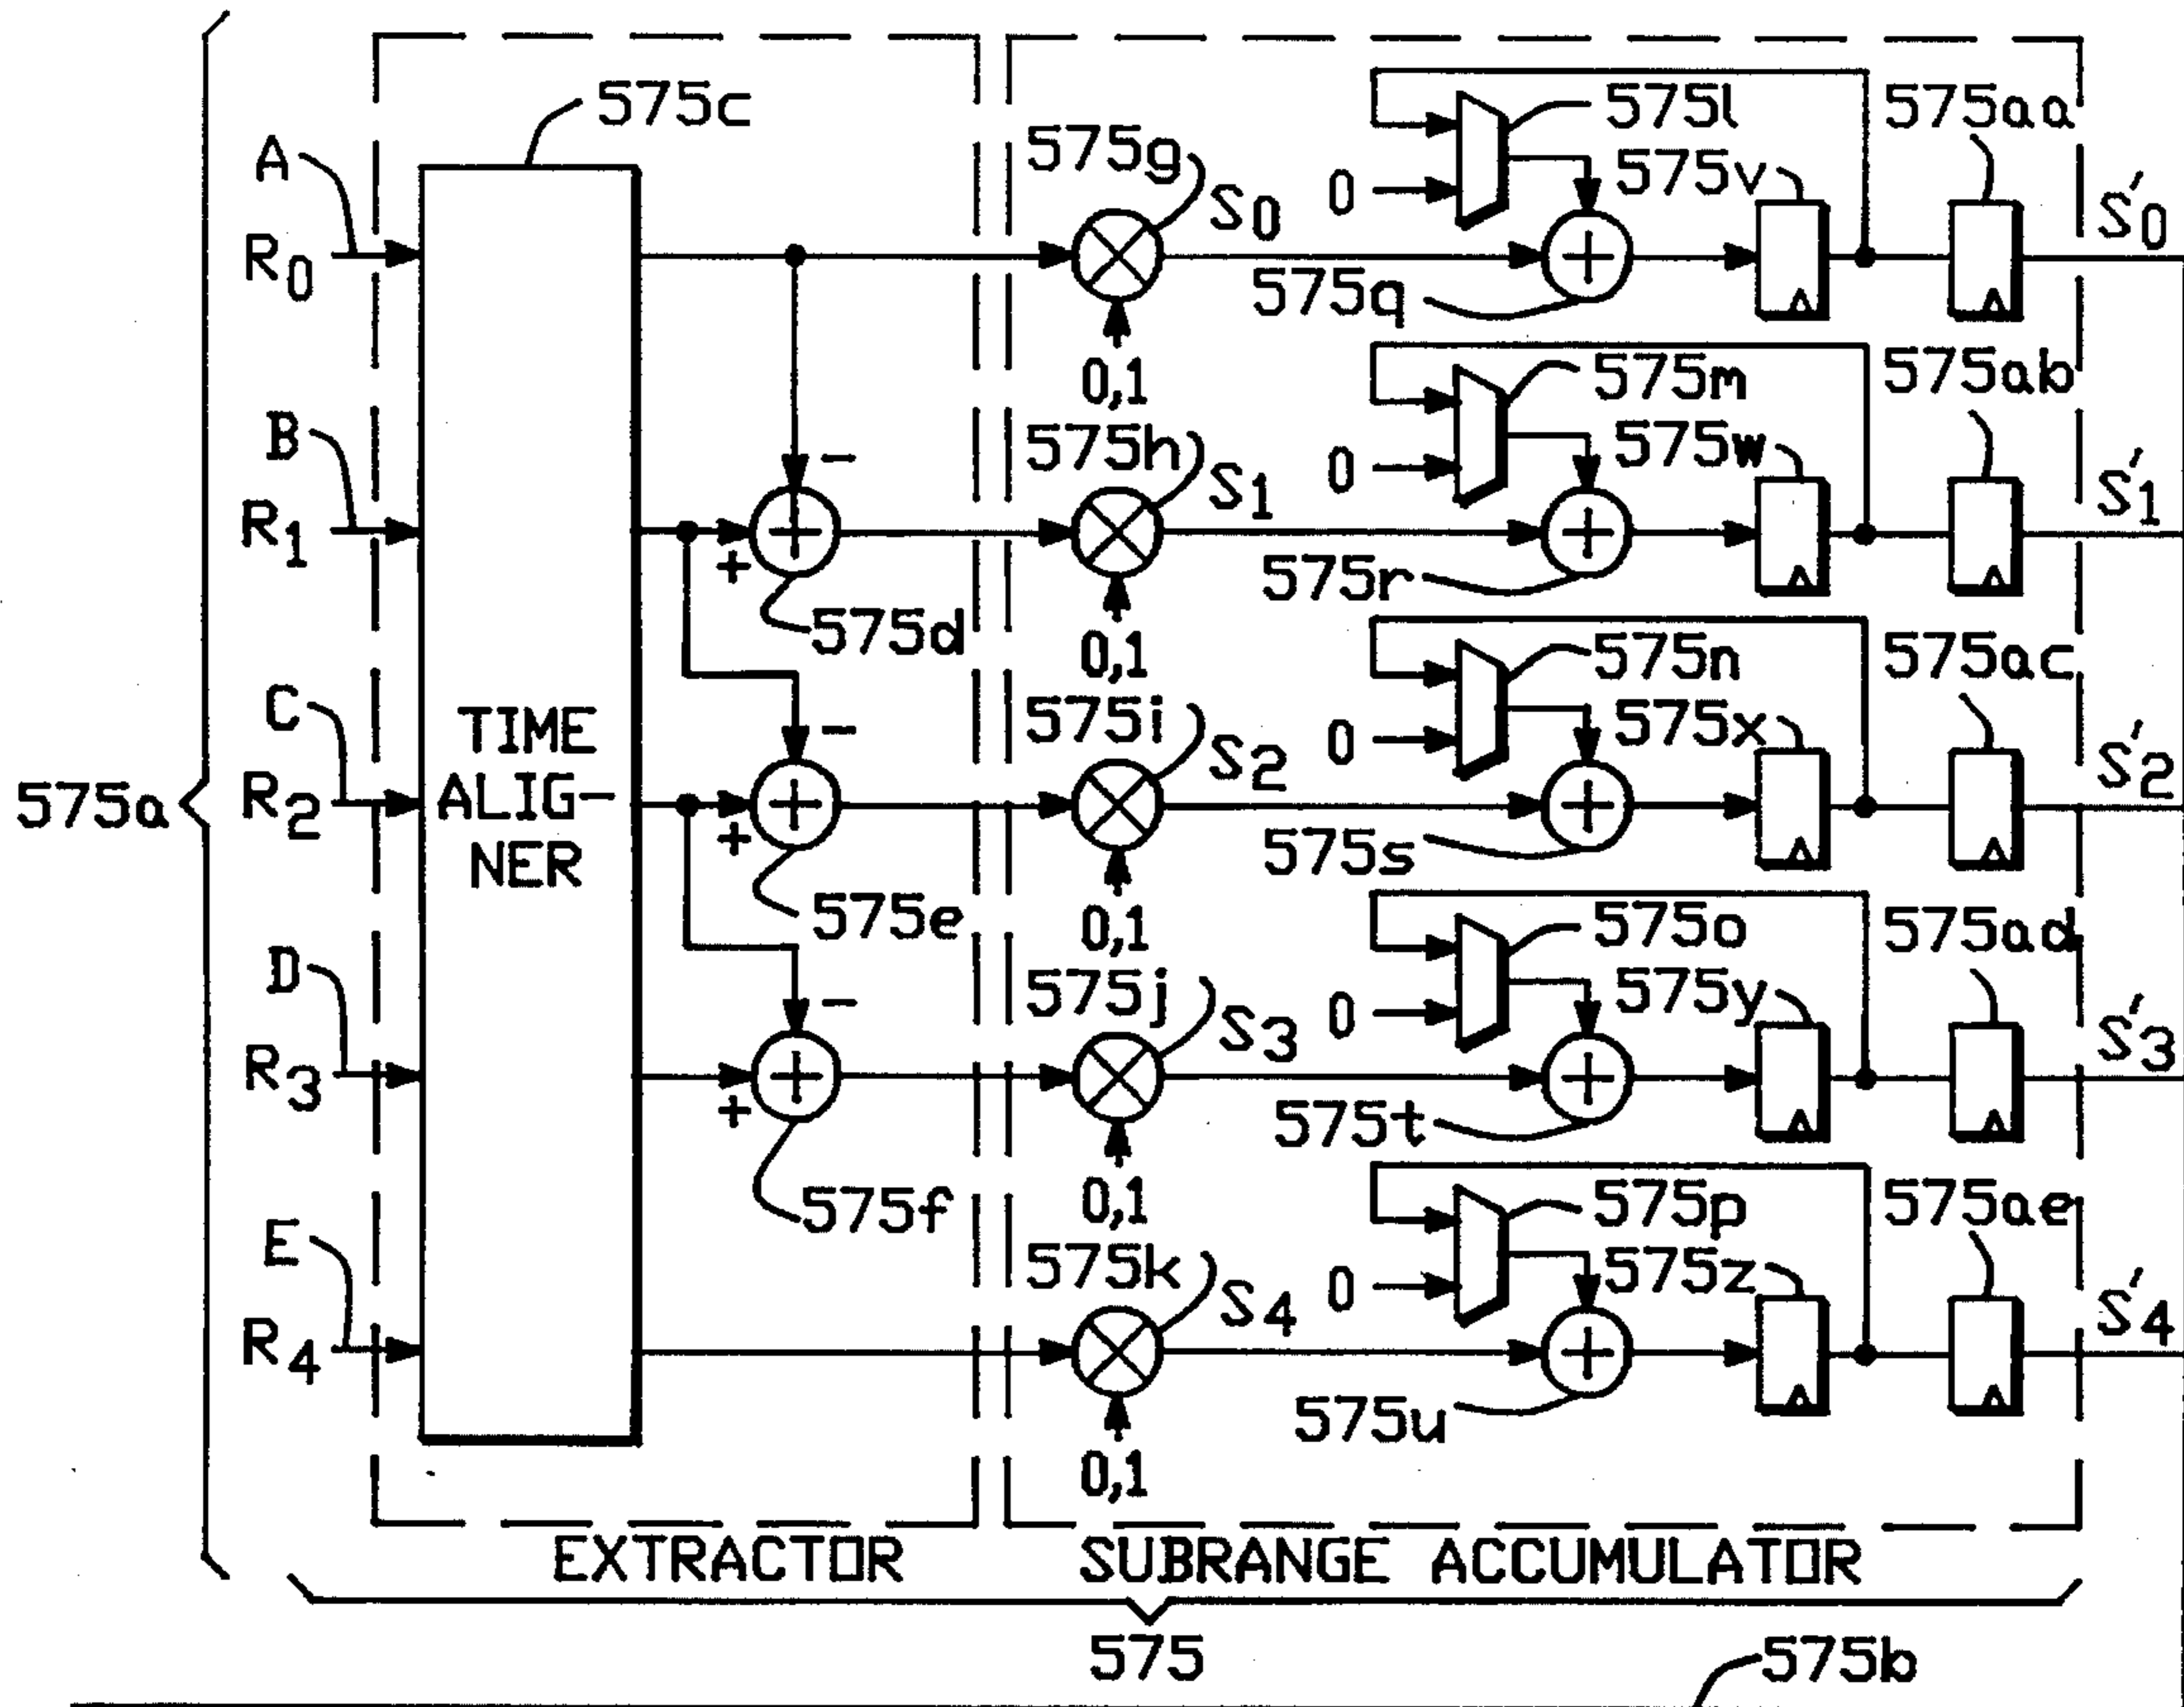 575c
A
R0
B
R1
C
R2
D
R3
E
R4
575a
TIME
ALIG-
NER
-
+
575d
-
+
575e
-
+
575f
575g
S0
0,1
0
575l
575q
575v
575aa
S'0
575h
S1
0,1
0
575m
575r
575w
575ab
S'1
575i
S2
0,1
0
575n
575s
575x
575ac
S'2
575j
S3
0,1
0
575o
575t
575y
575ad
S'3
575k
S4
0,1
0
575p
575u
575z
575ae
S'4
EXTRACTOR
SUBRANGE ACCUMULATOR
575
575b